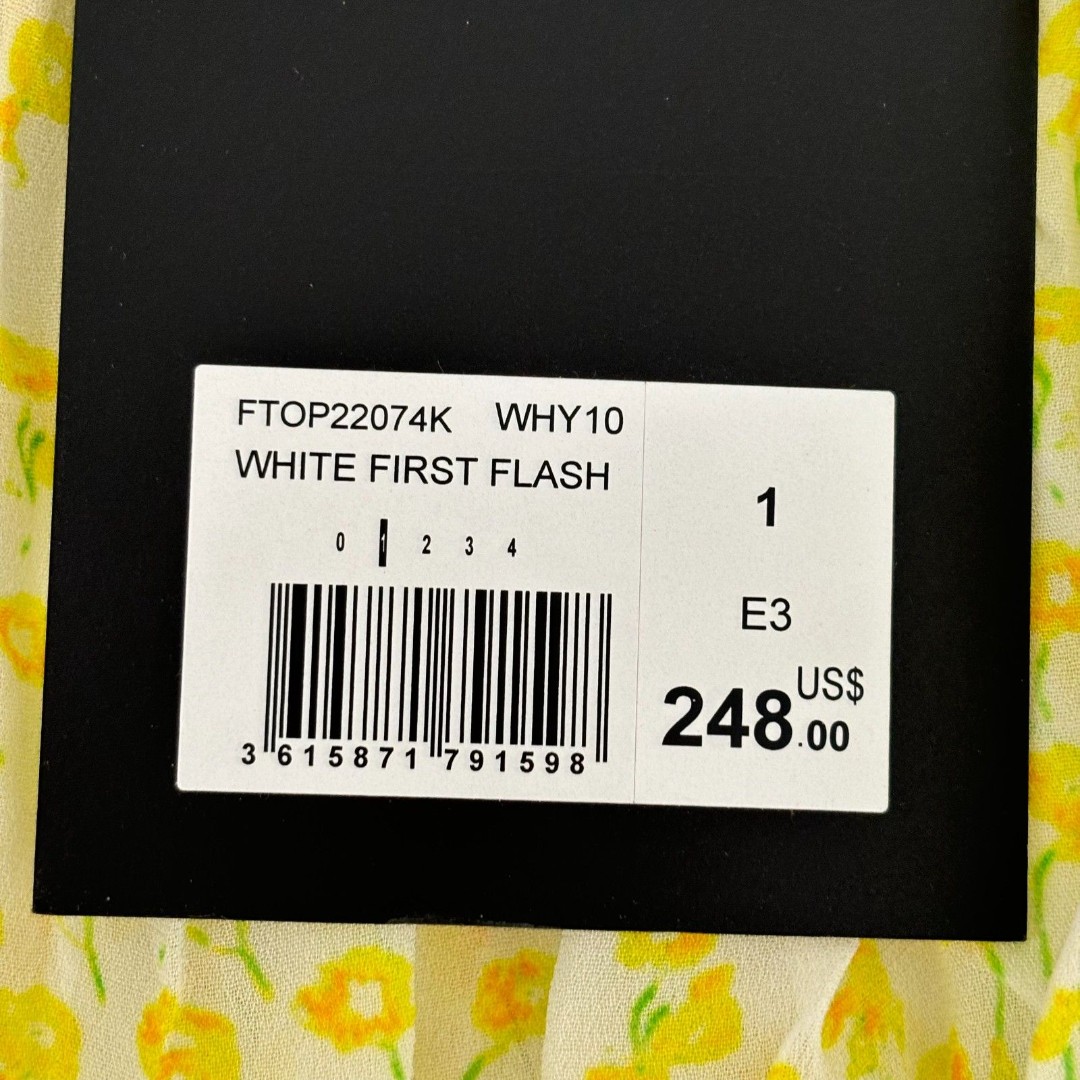 FTOP22074K WHY10
WHITE FIRST FLASH
0 1 2 3 4
3 615871 791598
1
E3
US$
248.00